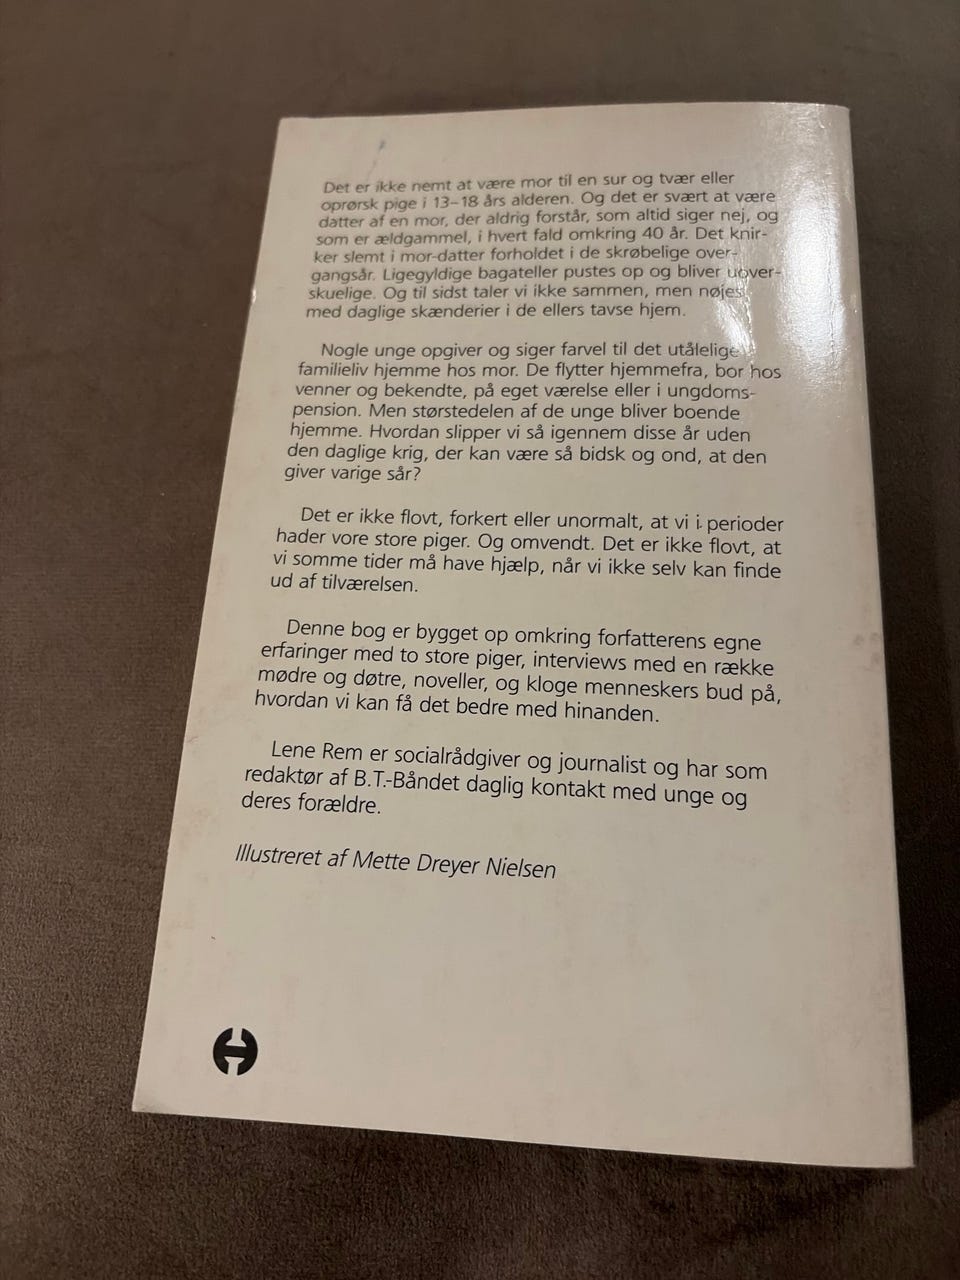 Det er ikke nemt at være mor til en sur og tvær eller
oprørsk pige i 13–18 års alderen. Og det er svært at være
datter af en mor, der aldrig forstår, som altid siger nej, og
som er ældgammel, i hvert fald omkring 40 år. Det knir-
ker slemt i mor-datter forholdet i de skrøbelige over-
gangsår. Ligegyldige bagateller pustes op og bliver uover-
skuelige. Og til sidst taler vi ikke sammen, men nøjes
med daglige skænderier i de ellers tavse hjem.
Nogle unge opgiver og siger farvel til det utålelige
familieliv hjemme hos mor. De flytter hjemmefra, bor hos
venner og bekendte, på eget værelse eller i ungdoms-
pension. Men størstedelen af de unge bliver boende
hjemme. Hvordan slipper vi så igennem disse år uden
den daglige krig, der kan være så bidsk og ond, at den
giver varige sår?
Det er ikke flovt, forkert eller unormalt, at vi i perioder
hader vore store piger. Og omvendt. Det er ikke flovt, at
vi somme tider må have hjælp, når vi ikke selv kan finde
ud af tilværelsen.
Denne bog er bygget op omkring forfatterens egne
erfaringer med to store piger, interviews med en række
mødre og døtre, noveller, og kloge menneskers bud på,
hvordan vi kan få det bedre med hinanden.
Lene Rem er socialrådgiver og journalist og har som
redaktør af B.T.-Båndet daglig kontakt med unge og
deres forældre.
Illustreret af Mette Dreyer Nielsen